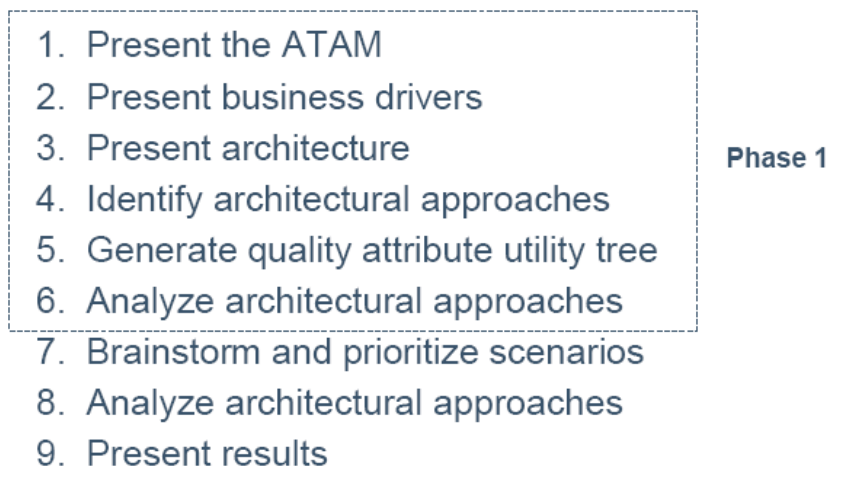 1. Present the ATAM
2. Present business drivers
3. Present architecture
Phase 1
4. Identify architectural approaches
5. Generate quality attribute utility tree
6. Analyze architectural approaches
7. Brainstorm and prioritize scenarios
8. Analyze architectural approaches
9. Present results